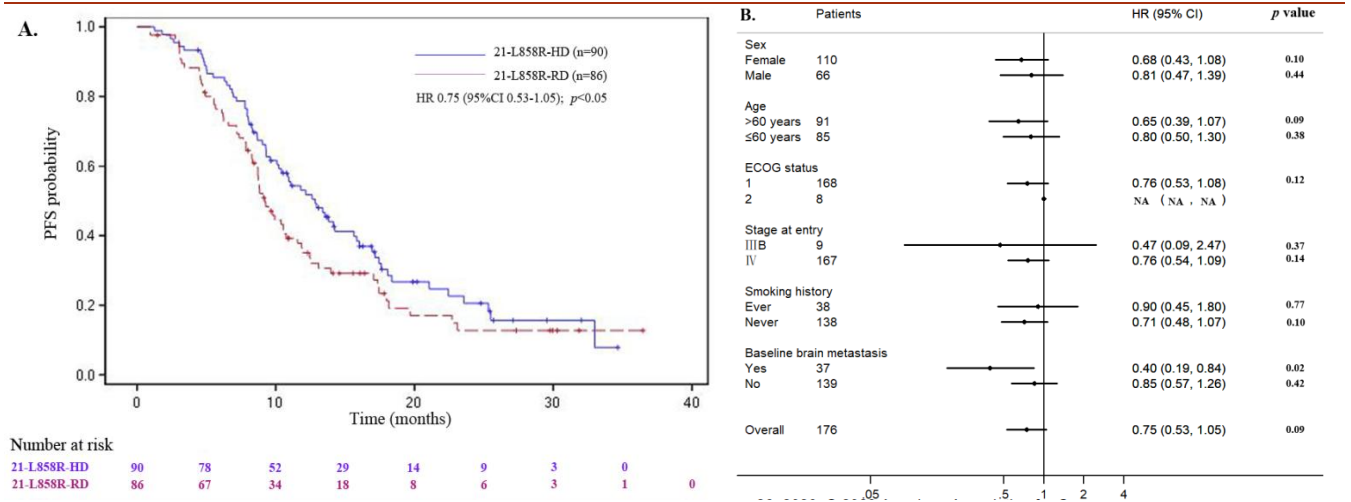 A.
1.0
0.8
0.6
0.4
0.2
0.0
PFS probability
21-L858R-HD (n=90)
21-L858R-RD (n=86)
HR 0.75 (95%CI 0.53-1.05); p<0.05
0 10 20 30 40
Time (months)
Number at risk
21-L858R-HD 90 78 52 29 14 9 3 0
21-L858R-RD 86 67 34 18 8 6 3 1 0
B.
Patients HR (95% CI) p value
Sex
Female 110 0.68 (0.43, 1.08) 0.10
Male 66 0.81 (0.47, 1.39) 0.44
Age
>60 years 91 0.65 (0.39, 1.07) 0.09
≤60 years 85 0.80 (0.50, 1.30) 0.38
ECOG status
1 168 0.76 (0.53, 1.08) 0.12
2 8 NA (NA, NA)
Stage at entry
ⅢB 9 0.47 (0.09, 2.47) 0.37
Ⅳ 167 0.76 (0.54, 1.09) 0.14
Smoking history
Ever 38 0.90 (0.45, 1.80) 0.77
Never 138 0.71 (0.48, 1.07) 0.10
Baseline brain metastasis
Yes 37 0.40 (0.19, 0.84) 0.02
No 139 0.85 (0.57, 1.26) 0.42
Overall 176 0.75 (0.53, 1.05) 0.09
.05 .5 1 2 4